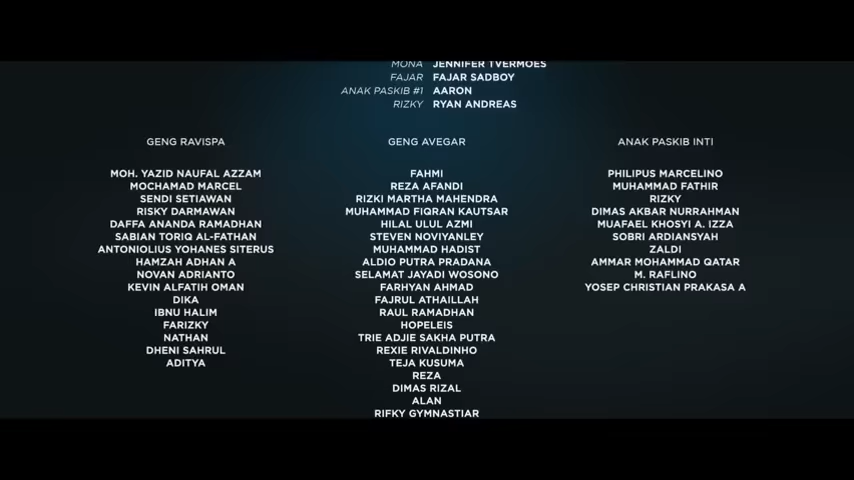 MONA JENNIFER TVERMOES
FAJAR FAJAR SADBOY
ANAK PASKIB #1 AARON
RIZKY RYAN ANDREAS
GENG RAVISPA
MOH. YAZID NAUFAL AZZAM
MOCHAMAD MARCEL
SENDI SETIAWAN
RISKY DARMAWAN
DAFFA ANANDA RAMADHAN
SABIAN TORIQ AL-FATHAN
ANTONIOLIUS YOHANES SITERUS
HAMZAH ADHAN A
NOVAN ADRIANTO
KEVIN ALFATIH OMAN
DIKA
IBNU HALIM
FARIZKY
NATHAN
DHENI SAHRUL
ADITYA
GENG AVEGAR
FAHMI
REZA AFANDI
RIZKI MARTHA MAHENDRA
MUHAMMAD FIQRAN KAUTSAR
HILAL ULUL AZMI
STEVEN NOVIYANLEY
MUHAMMAD HADIST
ALDIO PUTRA PRADANA
SELAMAT JAYADI WOSONO
FARHYAN AHMAD
FAJRUL ATHAILLAH
RAUL RAMADHAN
HOPELEIS
TRIE ADJIE SAKHA PUTRA
REXIE RIVALDINHO
TEJA KUSUMA
REZA
DIMAS RIZAL
ALAN
RIFKY GYMNASTIAR
ANAK PASKIB INTI
PHILIPUS MARCELINO
MUHAMMAD FATHIR
RIZKY
DIMAS AKBAR NURRAHMAN
MUAFAEL KHOSYI A. IZZA
SOBRI ARDIANSYAH
ZALDI
AMMAR MOHAMMAD QATAR
M. RAFLINO
YOSEP CHRISTIAN PRAKASA A